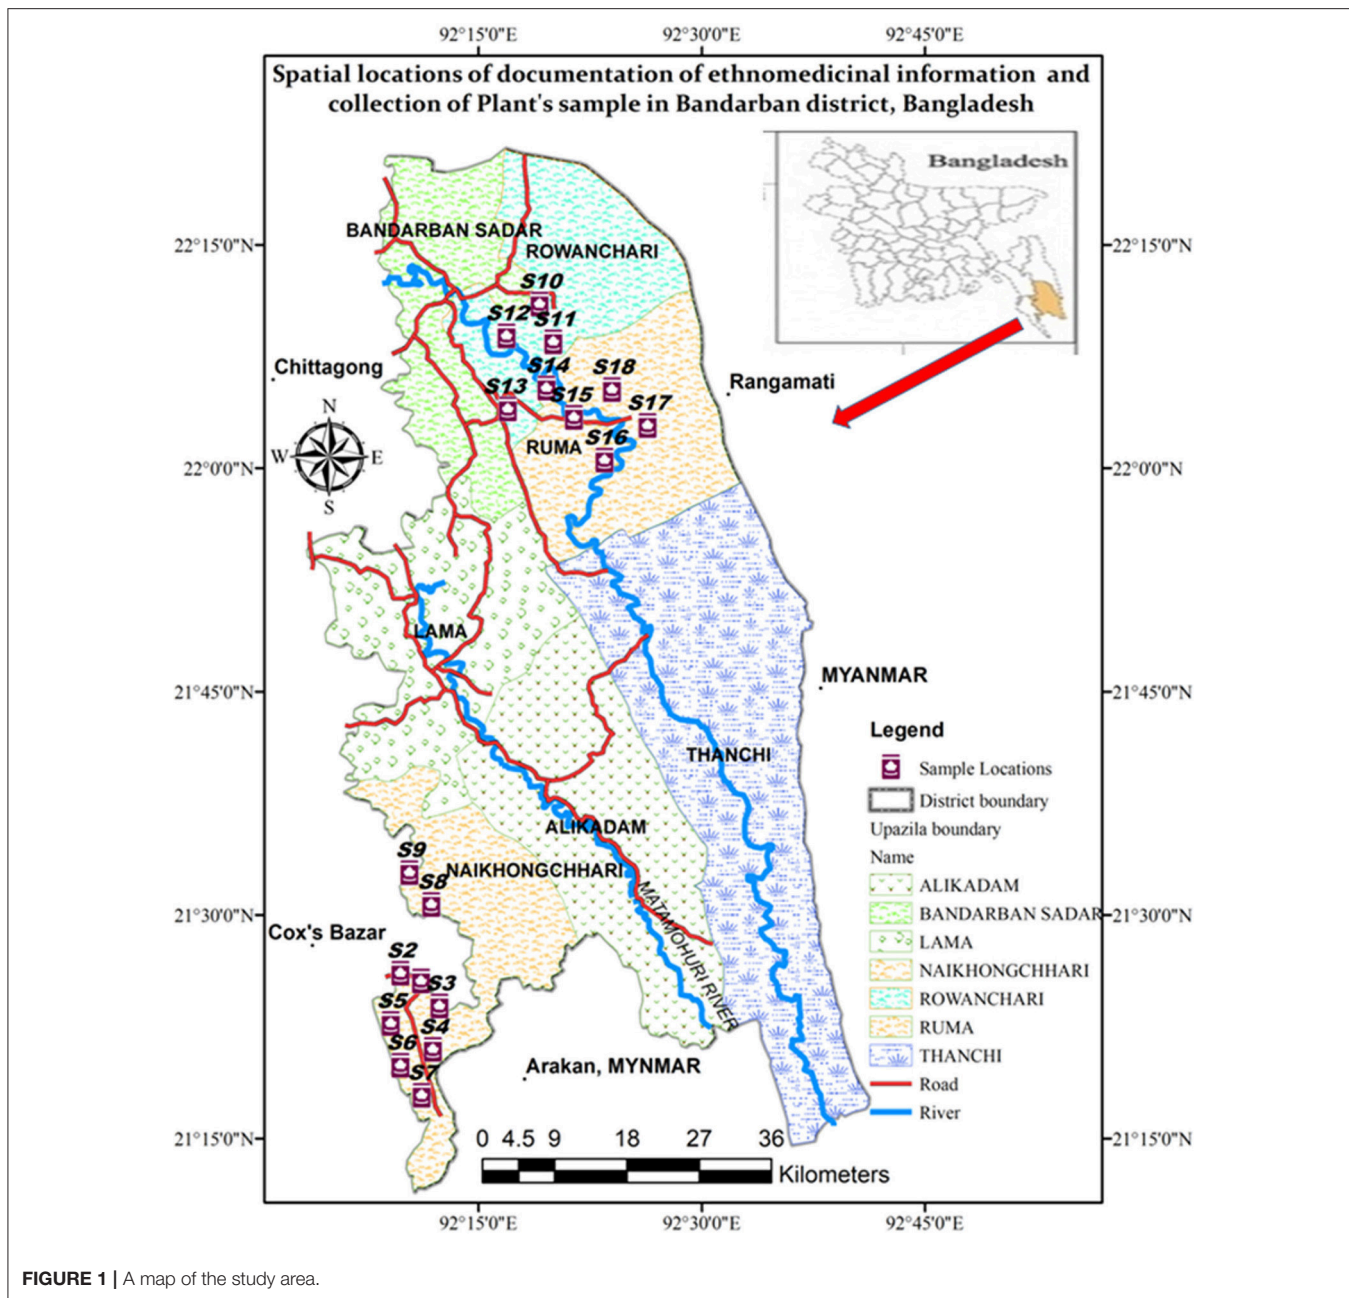 92°15'0"E 92°30'0"E 92°45'0"E
Spatial locations of documentation of ethnomedicinal information and
collection of Plant's sample in Bandarban district, Bangladesh
Bangladesh
BANDARBAN SADAR
22°15'0"N 22°15'0"N
ROWANCHARI
S10
S12 S11
Chittagong
S14 S18
Rangamati
S13 S15 S17
N
S16
RUMA
W E
22°0'0"N 22°0'0"N
S
LAMA
MYANMAR
21°45'0"N 21°45'0"N
Legend
THANCHI
Sample Locations
District boundary
ALIKADAM
Upazila boundary
Name
S9
NAIKHONGCHHARI
S8
ALIKADAM
MATAMOHURI RIVER
BANDARBAN SADAR
21°30'0"N 21°30'0"N
Cox's Bazar
LAMA
S2
NAIKHONGCHHARI
S3
S5
ROWANCHARI
S4
RUMA
S6
THANCHI
S7
Arakan, MYNMAR
Road
River
21°15'0"N 21°15'0"N
0 4.5 9 18 27 36
Kilometers
92°15'0"E 92°30'0"E 92°45'0"E
FIGURE 1 | A map of the study area.